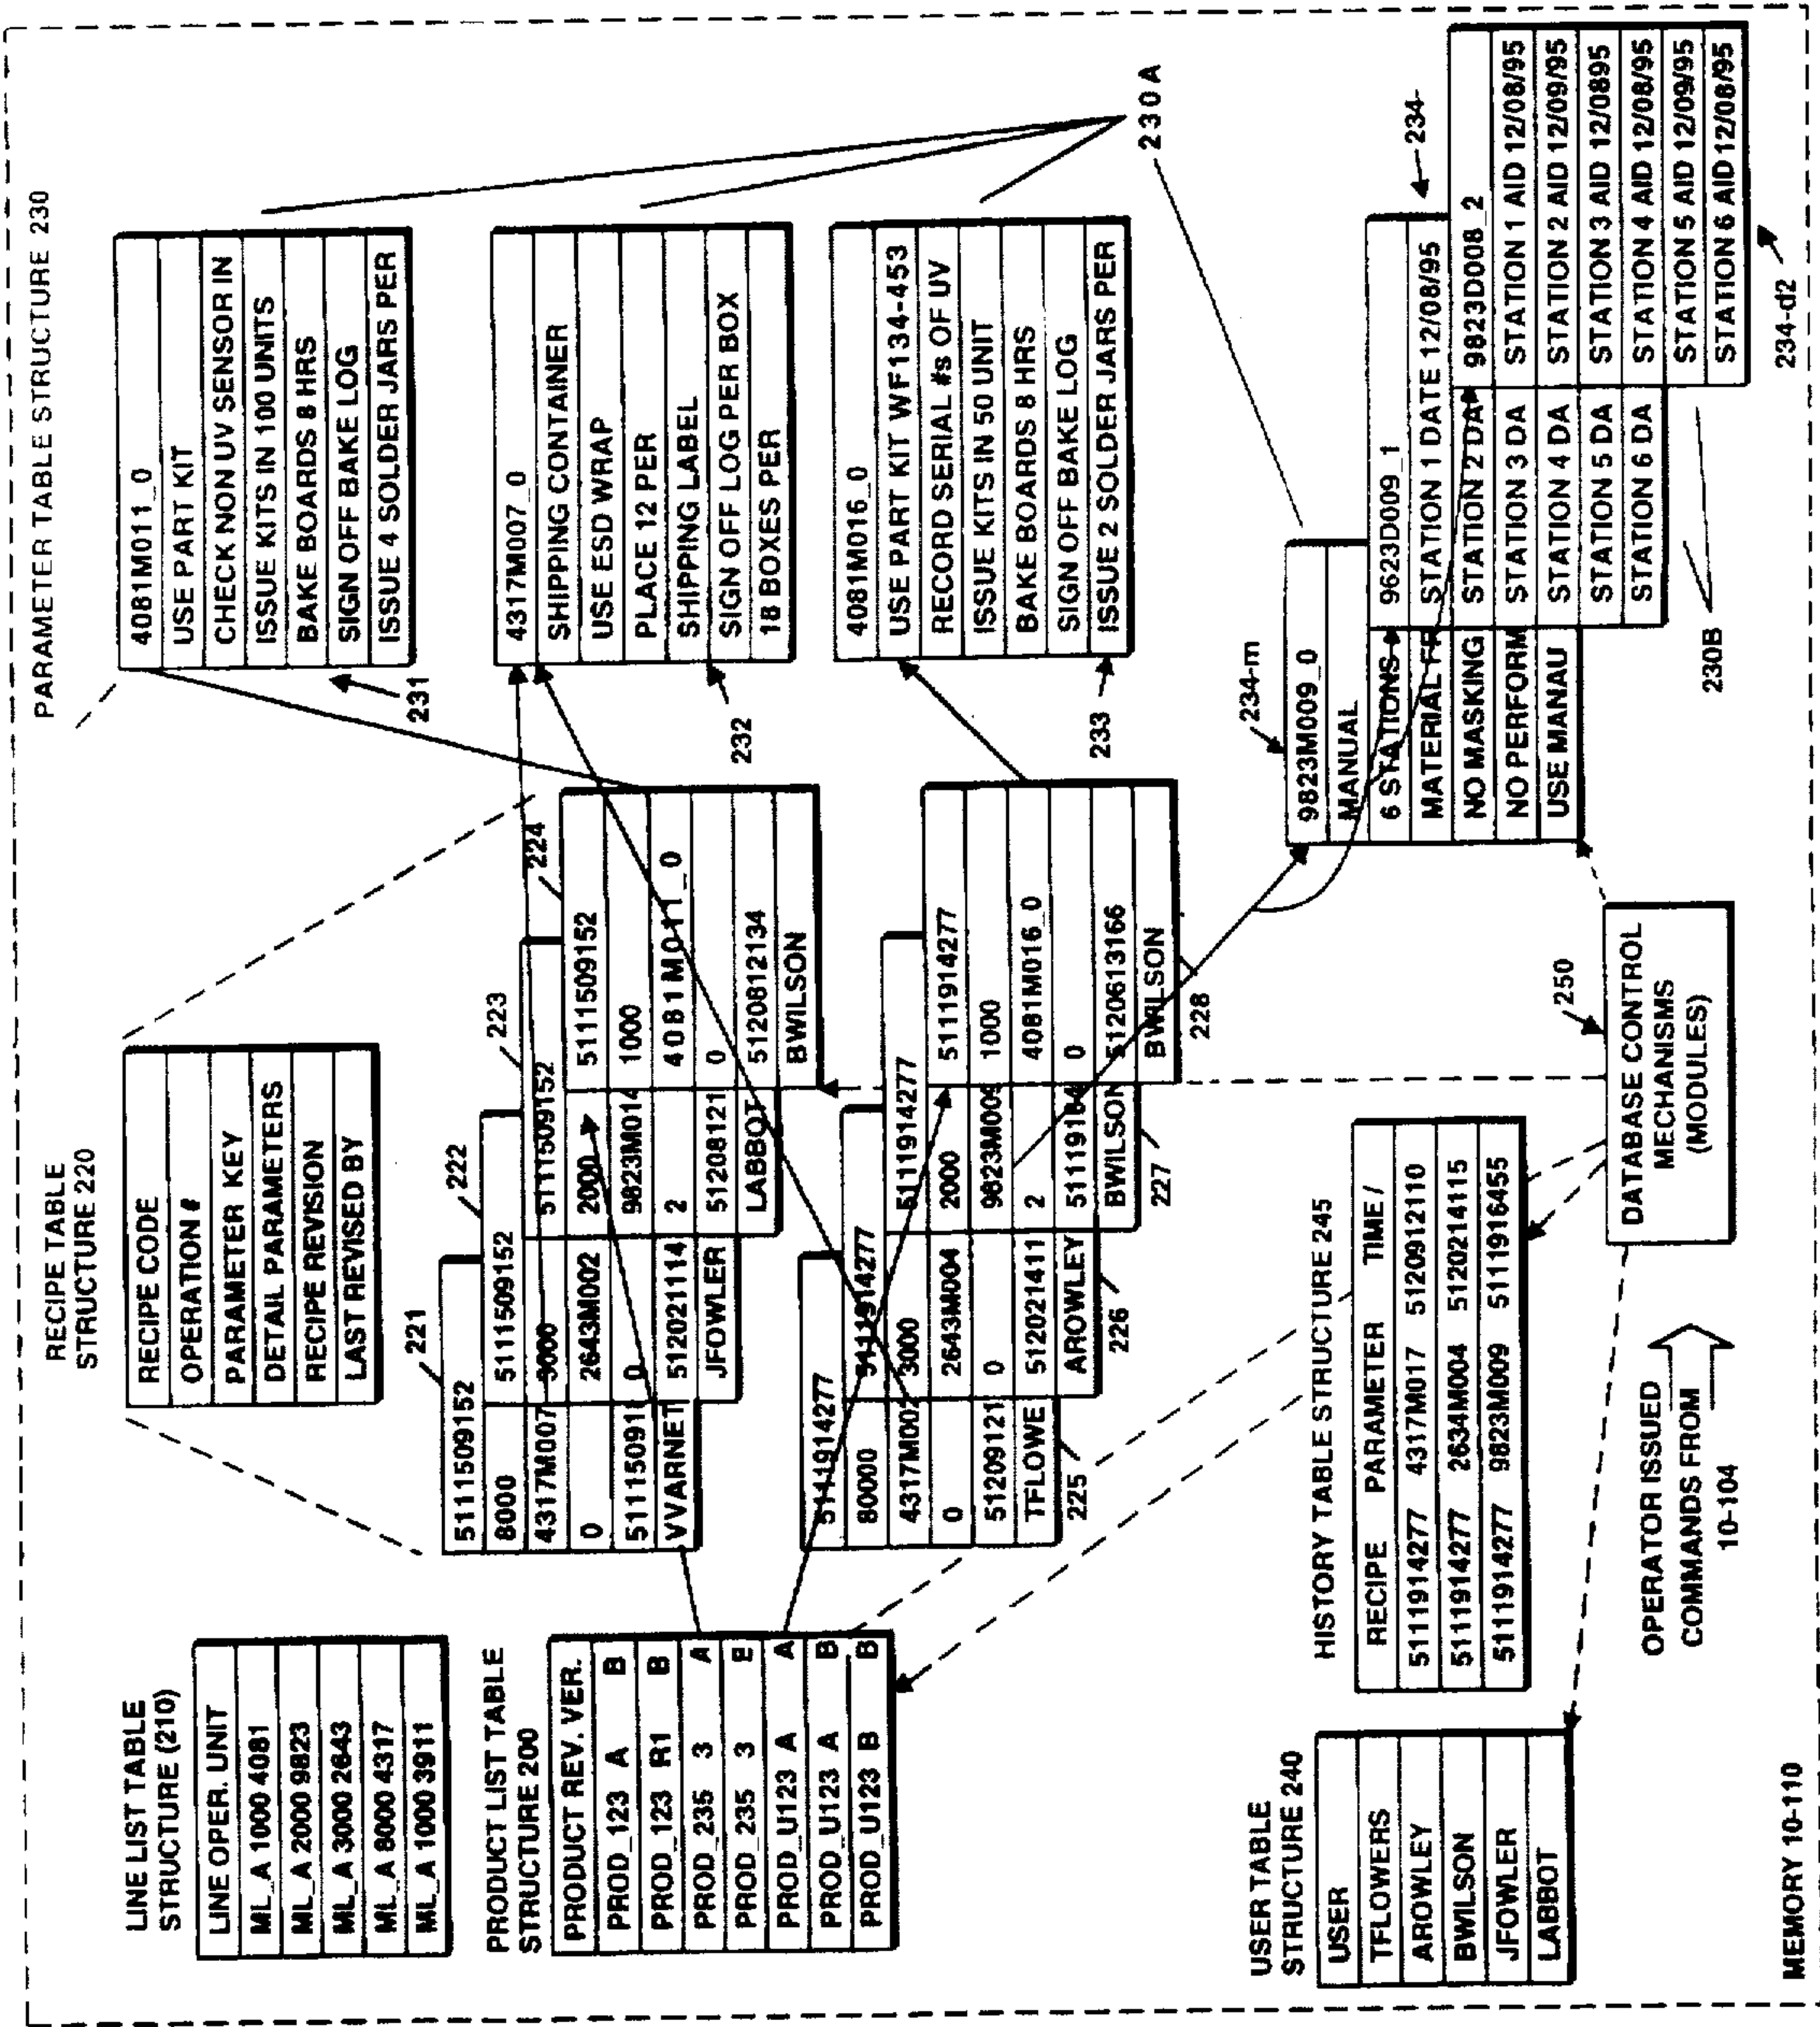 LINE LIST TABLE
STRUCTURE (210)
LINE OPER. UNIT
ML_A 1000 4081
ML_A 2000 9823
ML_A 3000 2643
ML_A 8000 4317
ML_A 1000 3911
PRODUCT LIST TABLE
STRUCTURE 200
PRODUCT REV. VER.
PROD_123 A B
PROD_123 R1 B
PROD_235 3 A
PROD_235 3 B
PROD_U123 A A
PROD_U123 A B
PROD_U123 B B
USER TABLE
STRUCTURE 240
USER
TFLOWERS
AROWLEY
BWILSON
JFOWLER
LABBOT
MEMORY 10-110
RECIPE TABLE
STRUCTURE 220
RECIPE CODE
OPERATION #
PARAMETER KEY
DETAIL PARAMETERS
RECIPE REVISION
LAST REVISED BY
221
5111509152
8000
4317M007
0
51115091
VVARNET
222
5111509152
3000
2643M002
0
512021114
JFOWLER
223
5111509152
2000
9823M014
2
51208121
LABBOT
224
5111509152
1000
4081M011_0
0
5120812134
BWILSON
5111914277
80000
4317M002
0
51209121
TFLOWE
225
5111914277
3000
2643M004
0
512021411
AROWLEY
226
5111914277
2000
9823M009
2
51119164
BWILSON
227
5111914277
1000
4081M016_0
0
5120613166
BWRLSON
228
HISTORY TABLE STRUCTURE 245
RECIPE PARAMETER TIME /
5111914277 4317M017 5120912110
5111914277 2634M004 5120214115
5111914277 9823M009 5111916455
OPERATOR ISSUED
COMMANDS FROM
10-104
250
DATABASE CONTROL
MECHANISMS
(MODULES)
PARAMETER TABLE STRUCTURE 230
4081M011_0
USE PART KIT
CHECK NON UV SENSOR IN
ISSUE KITS IN 100 UNITS
BAKE BOARDS 8 HRS
SIGN OFF BAKE LOG
ISSUE 4 SOLDER JARS PER
231
4317M007_0
SHIPPING CONTAINER
USE ESD WRAP
PLACE 12 PER
SHIPPING LABEL
SIGN OFF LOG PER BOX
18 BOXES PER
232
4081M016_0
USE PART KIT WF134-453
RECORD SERIAL #s OF UV
ISSUE KITS IN 50 UNIT
BAKE BOARDS 8 HRS
SIGN OFF BAKE LOG
ISSUE 2 SOLDER JARS PER
233
230A
234-m
9823M009_0
MANUAL
6 STATIONS
MATERIAL FR
NO MASKING
NO PERFORM
USE MANAU
9623D009_1
STATION 1 DATE 12/08/95
STATION 2 DA
STATION 3 DA
STATION 4 DA
STATION 5 DA
STATION 6 DA
234-
9823D008_2
STATION 1 AID 12/08/95
STATION 2 AID 12/09/95
STATION 3 AID 12/0895
STATION 4 AID 12/08/95
STATION 5 AID 12/09/95
STATION 6 AID 12/08/95
230B
234-d2